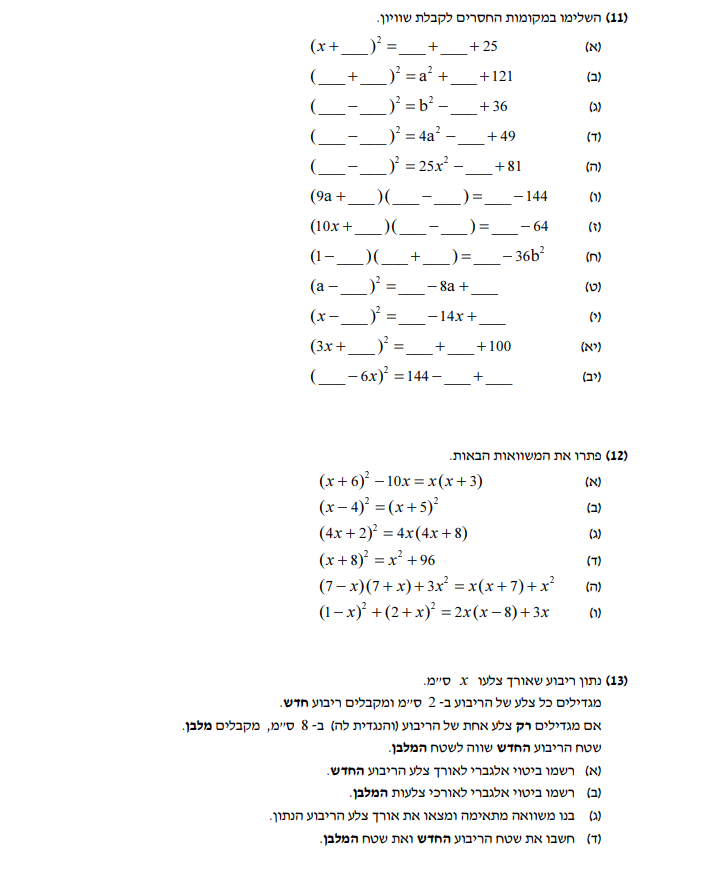 (11) השלימו במקומות החסרים לקבלת שוויון.
(א) (x + ___)² = ___ + ___ + 25
(ב) (___ + ___)² = a² + ___ + 121
(ג) (___ − ___)² = b² − ___ + 36
(ד) (___ − ___)² = 4a² − ___ + 49
(ה) (___ − ___)² = 25x² − ___ + 81
(ו) (9a + ___)(___ − ___) = ___ − 144
(ז) (10x + ___)(___ − ___) = ___ − 64
(ח) (1 − ___)(___ + ___) = ___ − 36b²
(ט) (a − ___)² = ___ − 8a + ___
(י) (x − ___)² = ___ − 14x + ___
(יא) (3x + ___)² = ___ + ___ + 100
(יב) (___ − 6x)² = 144 − ___ + ___
(12) פתרו את המשוואות הבאות.
(א) (x + 6)² − 10x = x(x + 3)
(ב) (x − 4)² = (x + 5)²
(ג) (4x + 2)² = 4x(4x + 8)
(ד) (x + 8)² = x² + 96
(ה) (7 − x)(7 + x) + 3x² = x(x + 7) + x²
(ו) (1 − x)² + (2 + x)² = 2x(x − 8) + 3x
(13) נתון ריבוע שאורך צלעו x ס״מ.
מגדילים כל צלע של הריבוע ב- 2 ס״מ ומקבלים ריבוע חדש.
אם מגדילים רק צלע אחת של הריבוע (והנגדית לה) ב- 8 ס״מ, מקבלים מלבן.
שטח הריבוע החדש שווה לשטח המלבן.
(א) רשמו ביטוי אלגברי לאורך צלע הריבוע החדש.
(ב) רשמו ביטוי אלגברי לאורכי צלעות המלבן.
(ג) בנו משוואה מתאימה ומצאו את אורך צלע הריבוע הנתון.
(ד) חשבו את שטח הריבוע החדש ואת שטח המלבן.